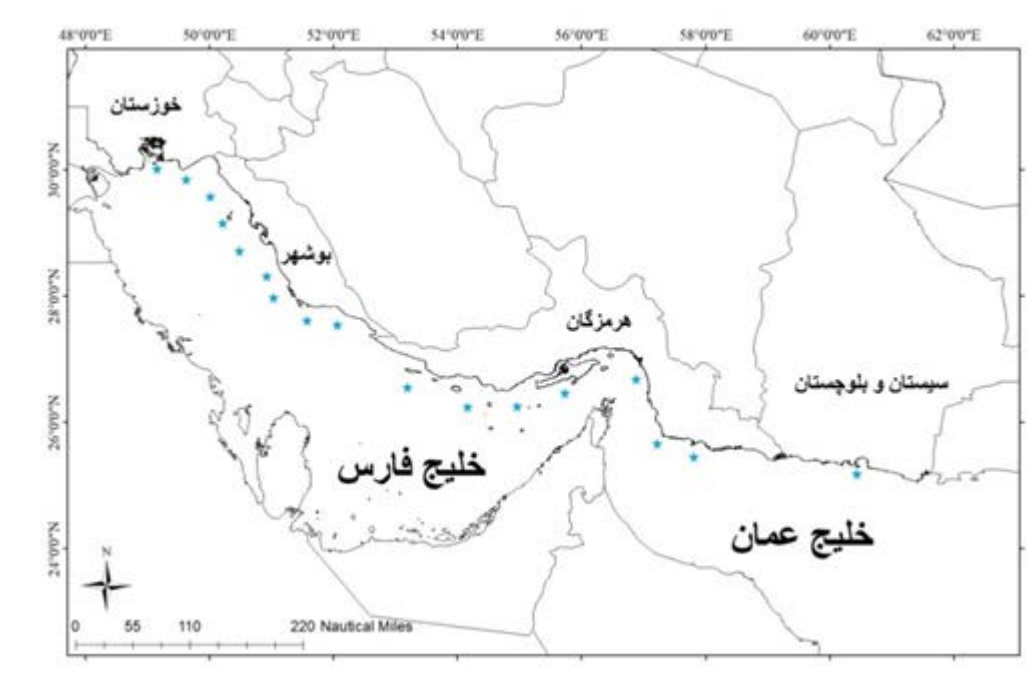 48°0'0"E 50°0'0"E 52°0'0"E 54°0'0"E 56°0'0"E 58°0'0"E 60°0'0"E 62°0'0"E
خوزستان
30°0'0"N
بوشهر
28°0'0"N
هرمزگان
سیستان و بلوچستان
26°0'0"N
خلیج فارس
خلیج عمان
24°0'0"N
N
0 55 110 220 Nautical Miles